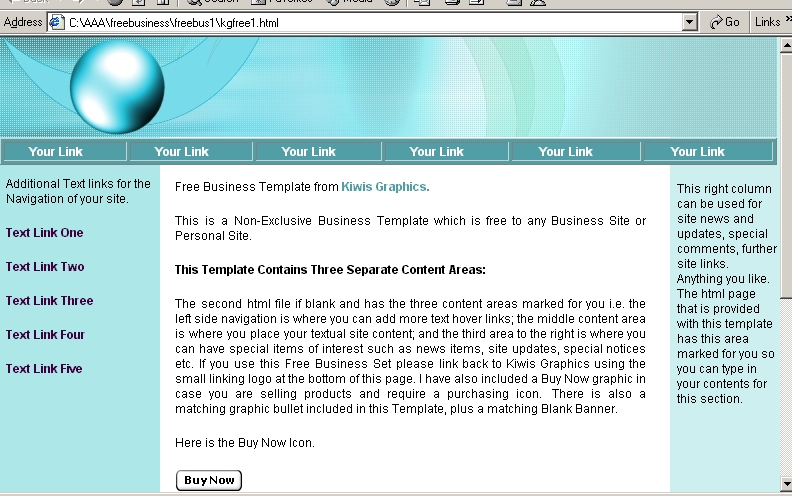 Back Search Favorites Media
Address C:\AAA\freebusiness\freebus1\kgfree1.html Go Links »
Your Link Your Link Your Link Your Link Your Link Your Link
Additional Text links for the
Navigation of your site.
Text Link One
Text Link Two
Text Link Three
Text Link Four
Text Link Five
Free Business Template from Kiwis Graphics.
This is a Non-Exclusive Business Template which is free to any Business Site or
Personal Site.
This Template Contains Three Separate Content Areas:
The second html file if blank and has the three content areas marked for you i.e. the
left side navigation is where you can add more text hover links; the middle content area
is where you place your textual site content; and the third area to the right is where you
can have special items of interest such as news items, site updates, special notices
etc. If you use this Free Business Set please link back to Kiwis Graphics using the
small linking logo at the bottom of this page. I have also included a Buy Now graphic in
case you are selling products and require a purchasing icon. There is also a
matching graphic bullet included in this Template, plus a matching Blank Banner.
Here is the Buy Now Icon.
Buy Now
This right column
can be used for
site news and
updates, special
comments, further
site links.
Anything you like.
The html page
that is provided
with this template
has this area
marked for you so
you can type in
your contents for
this section.